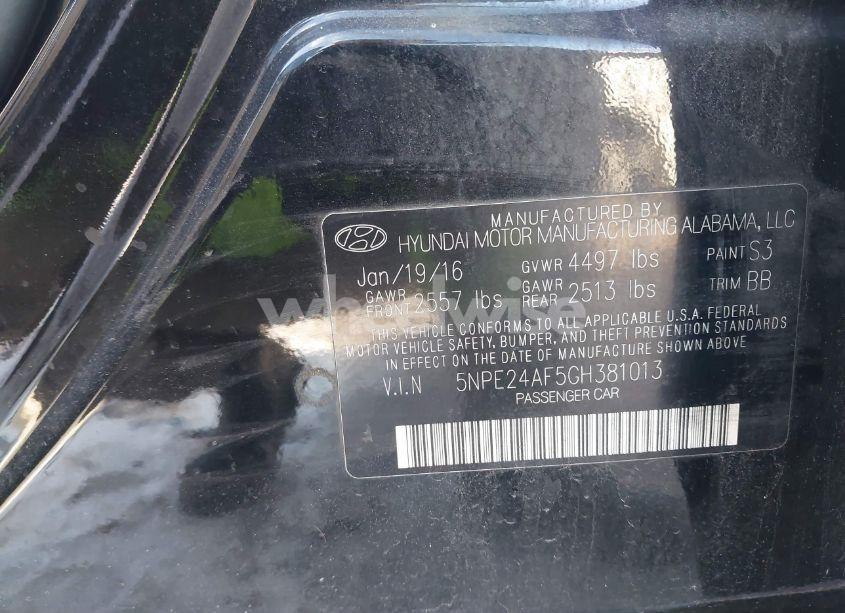 MANUFACTURED BY
HYUNDAI MOTOR MANUFACTURING ALABAMA, LLC
Jan/19/16 GVWR 4497 lbs PAINT S3
GAWR FRONT 2557 lbs GAWR REAR 2513 lbs TRIM BB
THIS VEHICLE CONFORMS TO ALL APPLICABLE U.S.A. FEDERAL
MOTOR VEHICLE SAFETY, BUMPER, AND THEFT PREVENTION STANDARDS
IN EFFECT ON THE DATE OF MANUFACTURE SHOWN ABOVE
V.I.N 5NPE24AF5GH381013
PASSENGER CAR
wheelwise